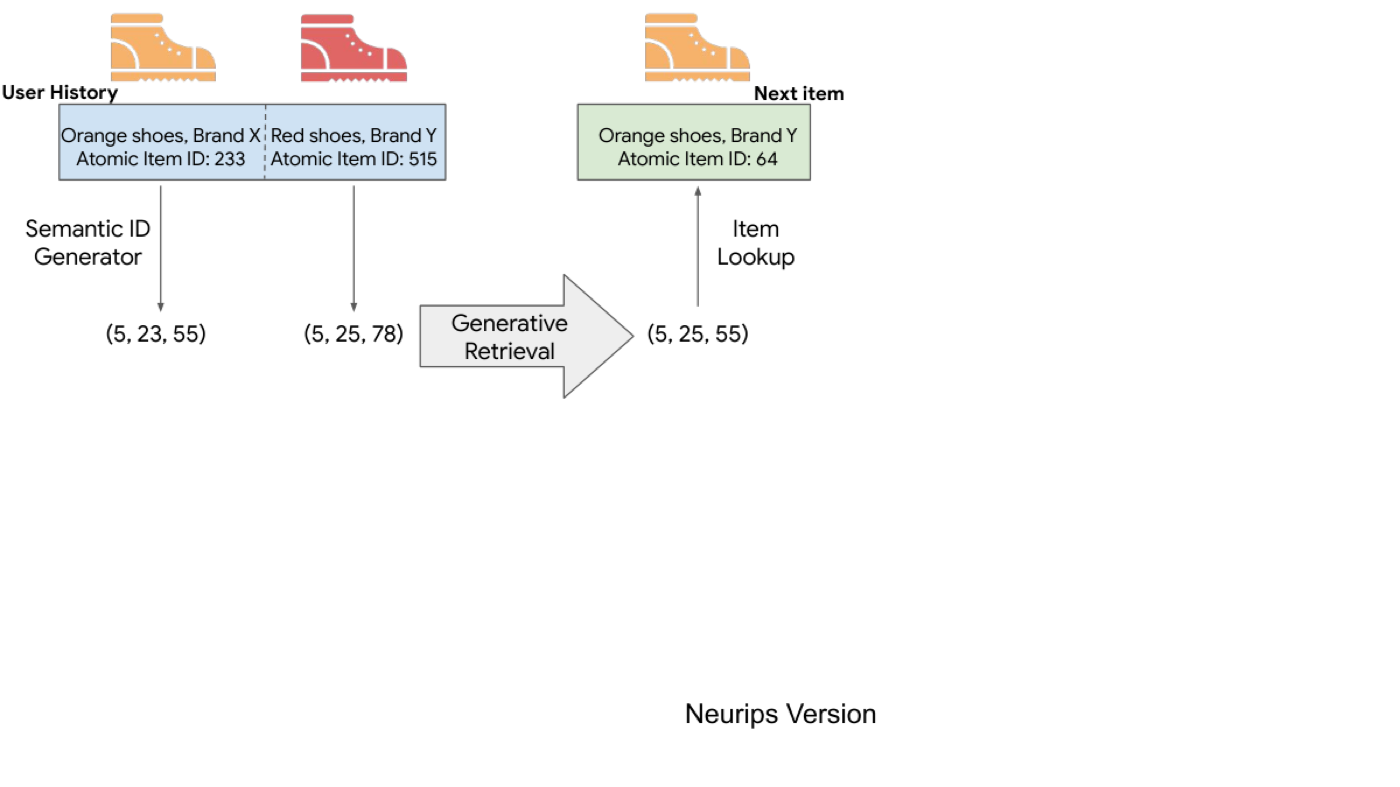 User History
Orange shoes, Brand X
Atomic Item ID: 233
Red shoes, Brand Y
Atomic Item ID: 515
Next item
Orange shoes, Brand Y
Atomic Item ID: 64
Semantic ID
Generator
Item
Lookup
(5, 23, 55)
(5, 25, 78)
Generative
Retrieval
(5, 25, 55)
Neurips Version